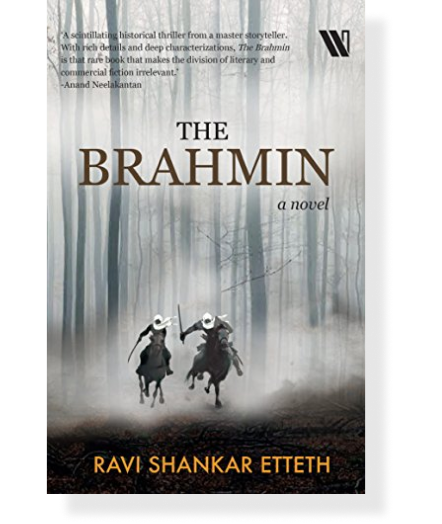 'A scintillating historical thriller from a master storyteller.
With rich details and deep characterizations, The Brahmin
is that rare book that makes the division of literary and
commercial fiction irrelevant.'
-Anand Neelakantan
W
THE
BRAHMIN
a novel
RAVI SHANKAR ETTETH